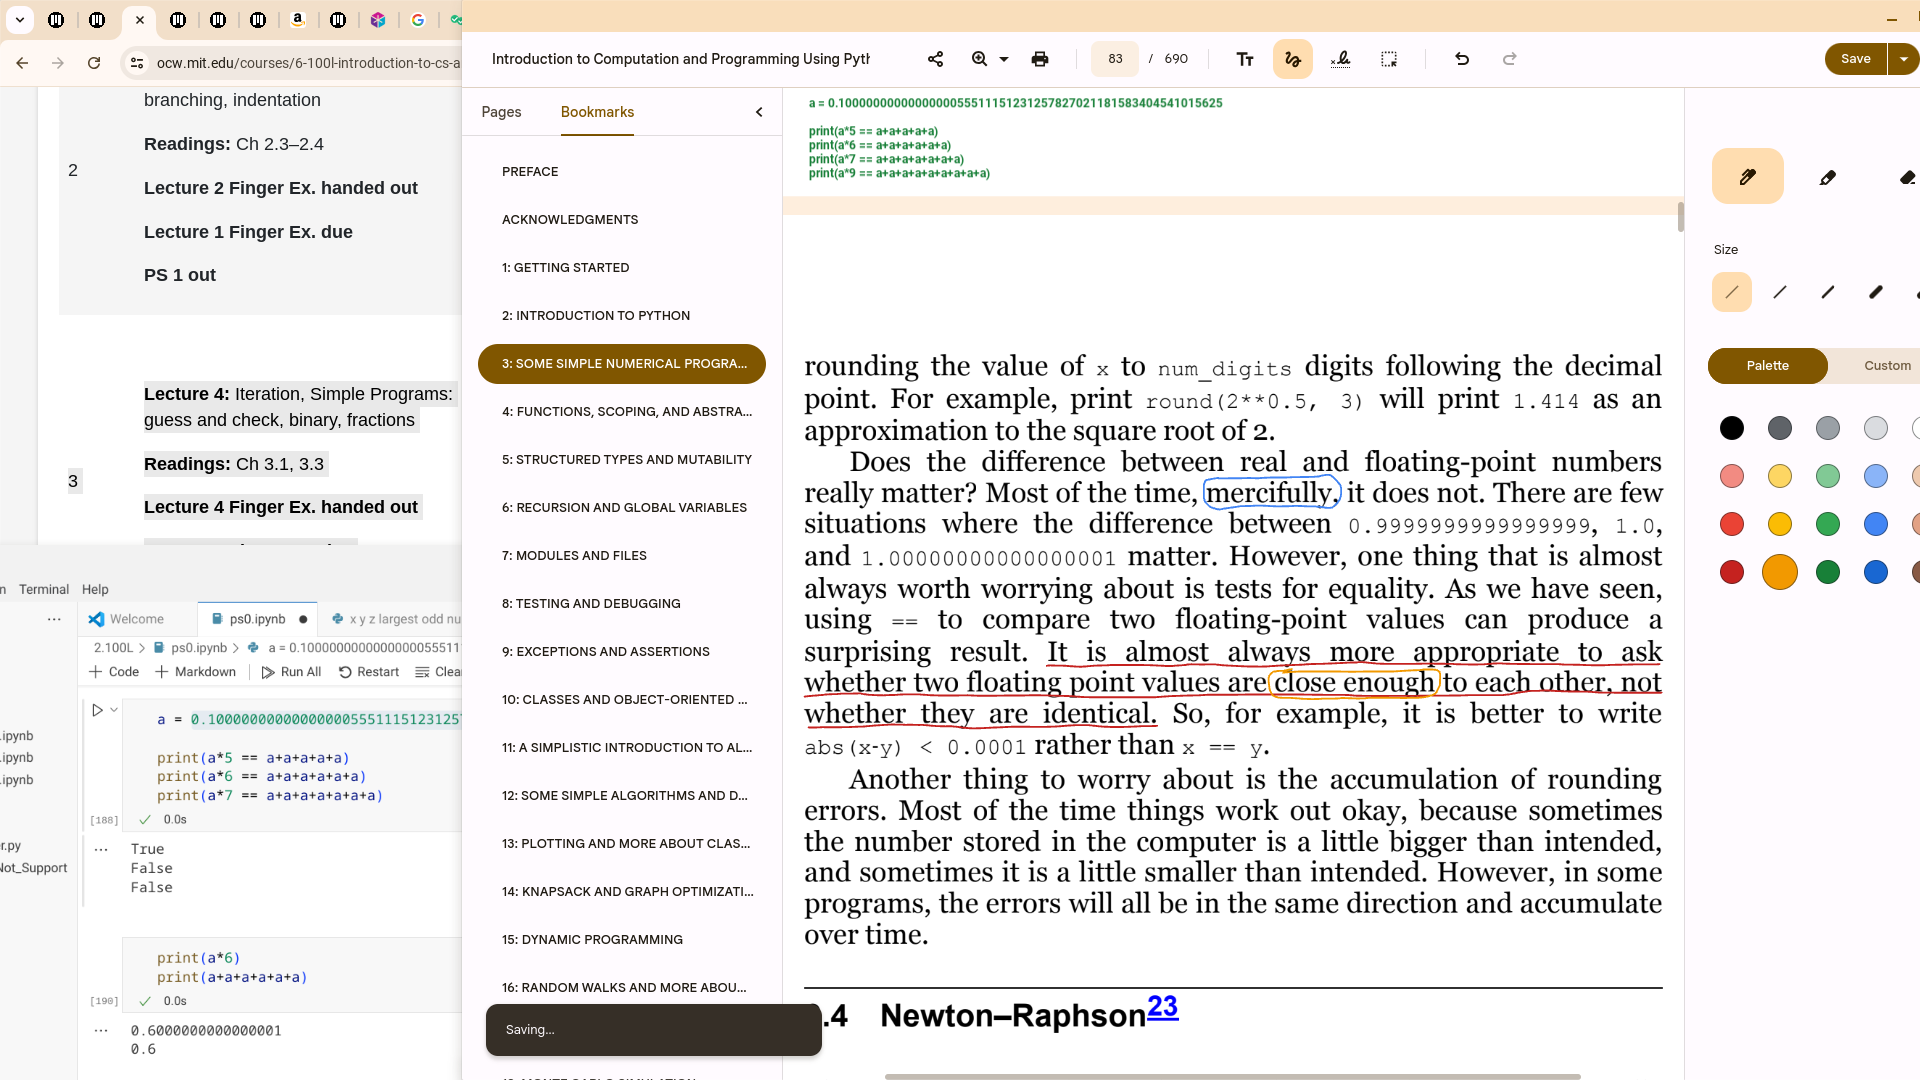 ocw.mit.edu/courses/6-100l-introduction-to-cs-a
branching, indentation
Readings: Ch 2.3–2.4
2
Lecture 2 Finger Ex. handed out
Lecture 1 Finger Ex. due
PS 1 out
Lecture 4: Iteration, Simple Programs:
guess and check, binary, fractions
Readings: Ch 3.1, 3.3
3
Lecture 4 Finger Ex. handed out
n Terminal Help
Welcome
ps0.ipynb
x y z largest odd nu
2.100L > ps0.ipynb > a = 0.10000000000000000555111
+ Code + Markdown Run All Restart Clea
a = 0.1000000000000000055511151231257
.ipynb
.ipynb
print(a*5 == a+a+a+a+a)
print(a*6 == a+a+a+a+a+a)
.ipynb
print(a*7 == a+a+a+a+a+a+a)
[188] 0.0s
r.py
True
Not_Support
False
False
print(a*6)
print(a+a+a+a+a+a)
[190] 0.0s
0.6000000000000001
0.6
Introduction to Computation and Programming Using Pyth
83 / 690
Save
Pages
Bookmarks
PREFACE
ACKNOWLEDGMENTS
1: GETTING STARTED
2: INTRODUCTION TO PYTHON
3: SOME SIMPLE NUMERICAL PROGRA...
4: FUNCTIONS, SCOPING, AND ABSTRA...
5: STRUCTURED TYPES AND MUTABILITY
6: RECURSION AND GLOBAL VARIABLES
7: MODULES AND FILES
8: TESTING AND DEBUGGING
9: EXCEPTIONS AND ASSERTIONS
10: CLASSES AND OBJECT-ORIENTED ...
11: A SIMPLISTIC INTRODUCTION TO AL...
12: SOME SIMPLE ALGORITHMS AND D...
13: PLOTTING AND MORE ABOUT CLAS...
14: KNAPSACK AND GRAPH OPTIMIZATI...
15: DYNAMIC PROGRAMMING
16: RANDOM WALKS AND MORE ABOU...
Saving...
a = 0.1000000000000000055511151231257827021181583404541015625
print(a*5 == a+a+a+a+a)
print(a*6 == a+a+a+a+a+a)
print(a*7 == a+a+a+a+a+a+a)
print(a*9 == a+a+a+a+a+a+a+a+a)
rounding the value of x to num_digits digits following the decimal
point. For example, print round(2**0.5, 3) will print 1.414 as an
approximation to the square root of 2.
Does the difference between real and floating-point numbers
really matter? Most of the time, mercifully, it does not. There are few
situations where the difference between 0.9999999999999999, 1.0,
and 1.00000000000000001 matter. However, one thing that is almost
always worth worrying about is tests for equality. As we have seen,
using == to compare two floating-point values can produce a
surprising result. It is almost always more appropriate to ask
whether two floating point values are close enough to each other, not
whether they are identical. So, for example, it is better to write
abs(x-y) < 0.0001 rather than x == y.
Another thing to worry about is the accumulation of rounding
errors. Most of the time things work out okay, because sometimes
the number stored in the computer is a little bigger than intended,
and sometimes it is a little smaller than intended. However, in some
programs, the errors will all be in the same direction and accumulate
over time.
.4 Newton–Raphson23
Size
Palette
Custom